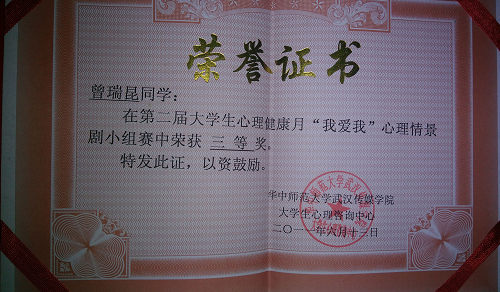 荣誉证书
曾瑞昆同学：
在第二届大学生心理健康月“我爱我”心理情景
剧小组赛中荣获 三等 奖。
特发此证，以资鼓励。
华中师范大学武汉传媒学院
大学生心理咨询中心
二〇一一年六月十三日